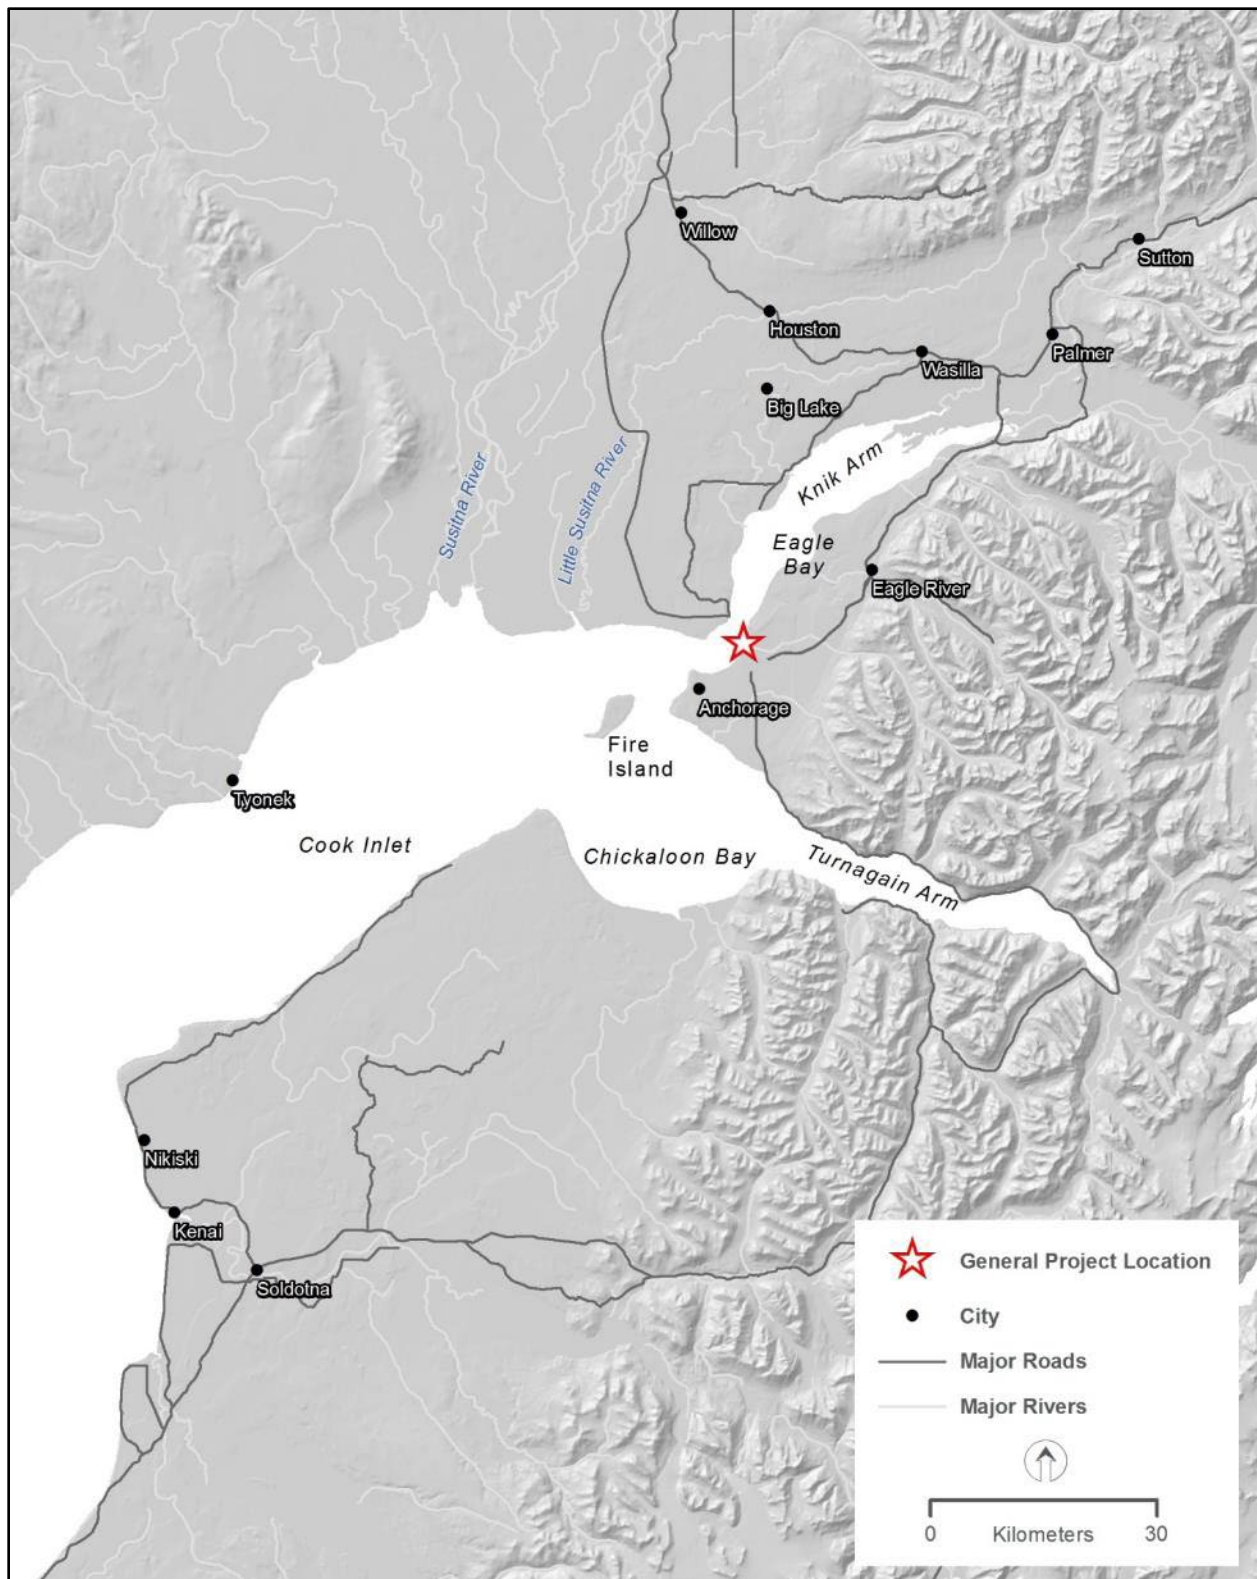 Willow
Sutton
Houston
Palmer
Wasilla
Big Lake
Susitna River
Little Susitna River
Knik Arm
Eagle
Bay
Eagle River
Anchorage
Fire
Island
Tyonek
Cook Inlet
Chickaloon Bay
Turnagain Arm
Nikiski
Kenai
Soldotna
General Project Location
City
Major Roads
Major Rivers
0 Kilometers 30